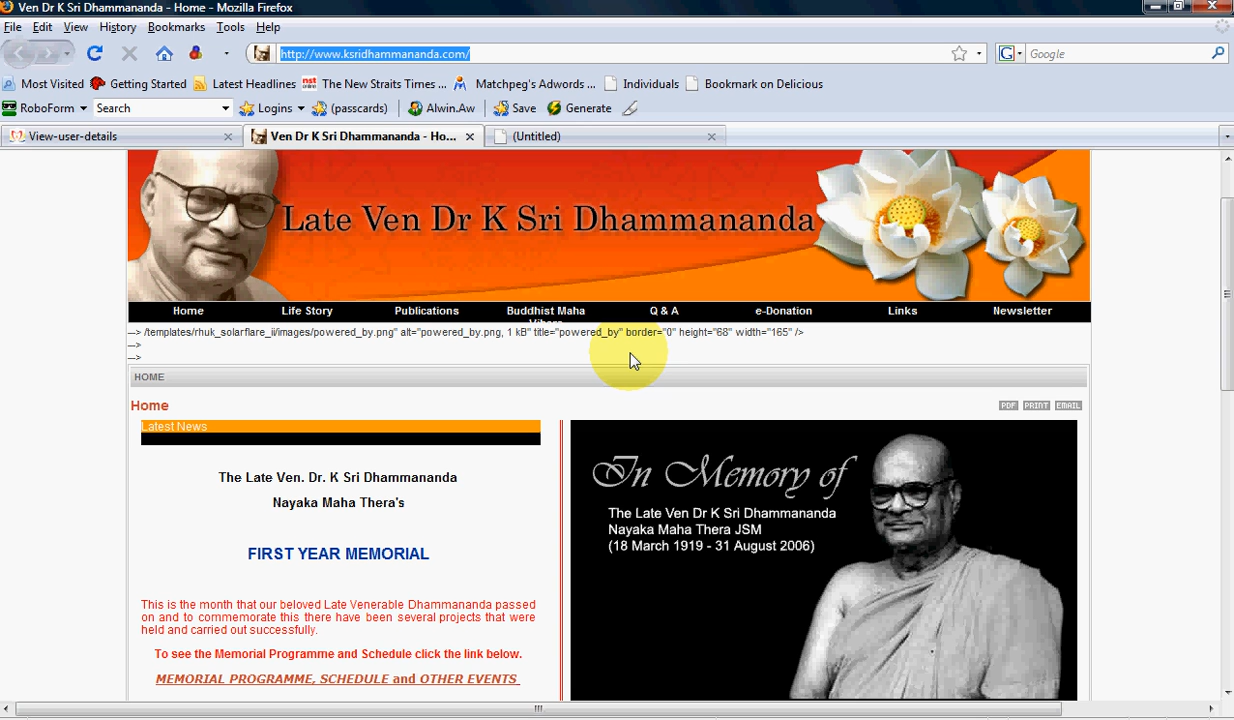 Ven Dr K Sri Dhammananda - Home - Mozilla Firefox
File Edit View History Bookmarks Tools Help
http://www.ksridhammananda.com/
G Google
Most Visited Getting Started Latest Headlines nst The New Straits Times ... Matchpeg's Adwords ... Individuals Bookmark on Delicious
RoboForm Search Logins (passcards) Alwin.Aw Save Generate
View-user-details Ven Dr K Sri Dhammananda - Ho... (Untitled)
Late Ven Dr K Sri Dhammananda
Home Life Story Publications Buddhist Maha Q & A e-Donation Links Newsletter
--> /templates/rhuk_solarflare_ii/images/powered_by.png" alt="powered_by.png, 1 kB" title="powered_by" border="0" height="68" width="165" />
-->
-->
HOME
Home
PDF PRINT EMAIL
Latest News
The Late Ven. Dr. K Sri Dhammananda
Nayaka Maha Thera's
FIRST YEAR MEMORIAL
This is the month that our beloved Late Venerable Dhammananda passed
on and to commemorate this there have been several projects that were
held and carried out successfully.
To see the Memorial Programme and Schedule click the link below.
MEMORIAL PROGRAMME, SCHEDULE and OTHER EVENTS
In Memory of
The Late Ven Dr K Sri Dhammananda
Nayaka Maha Thera JSM
(18 March 1919 - 31 August 2006)